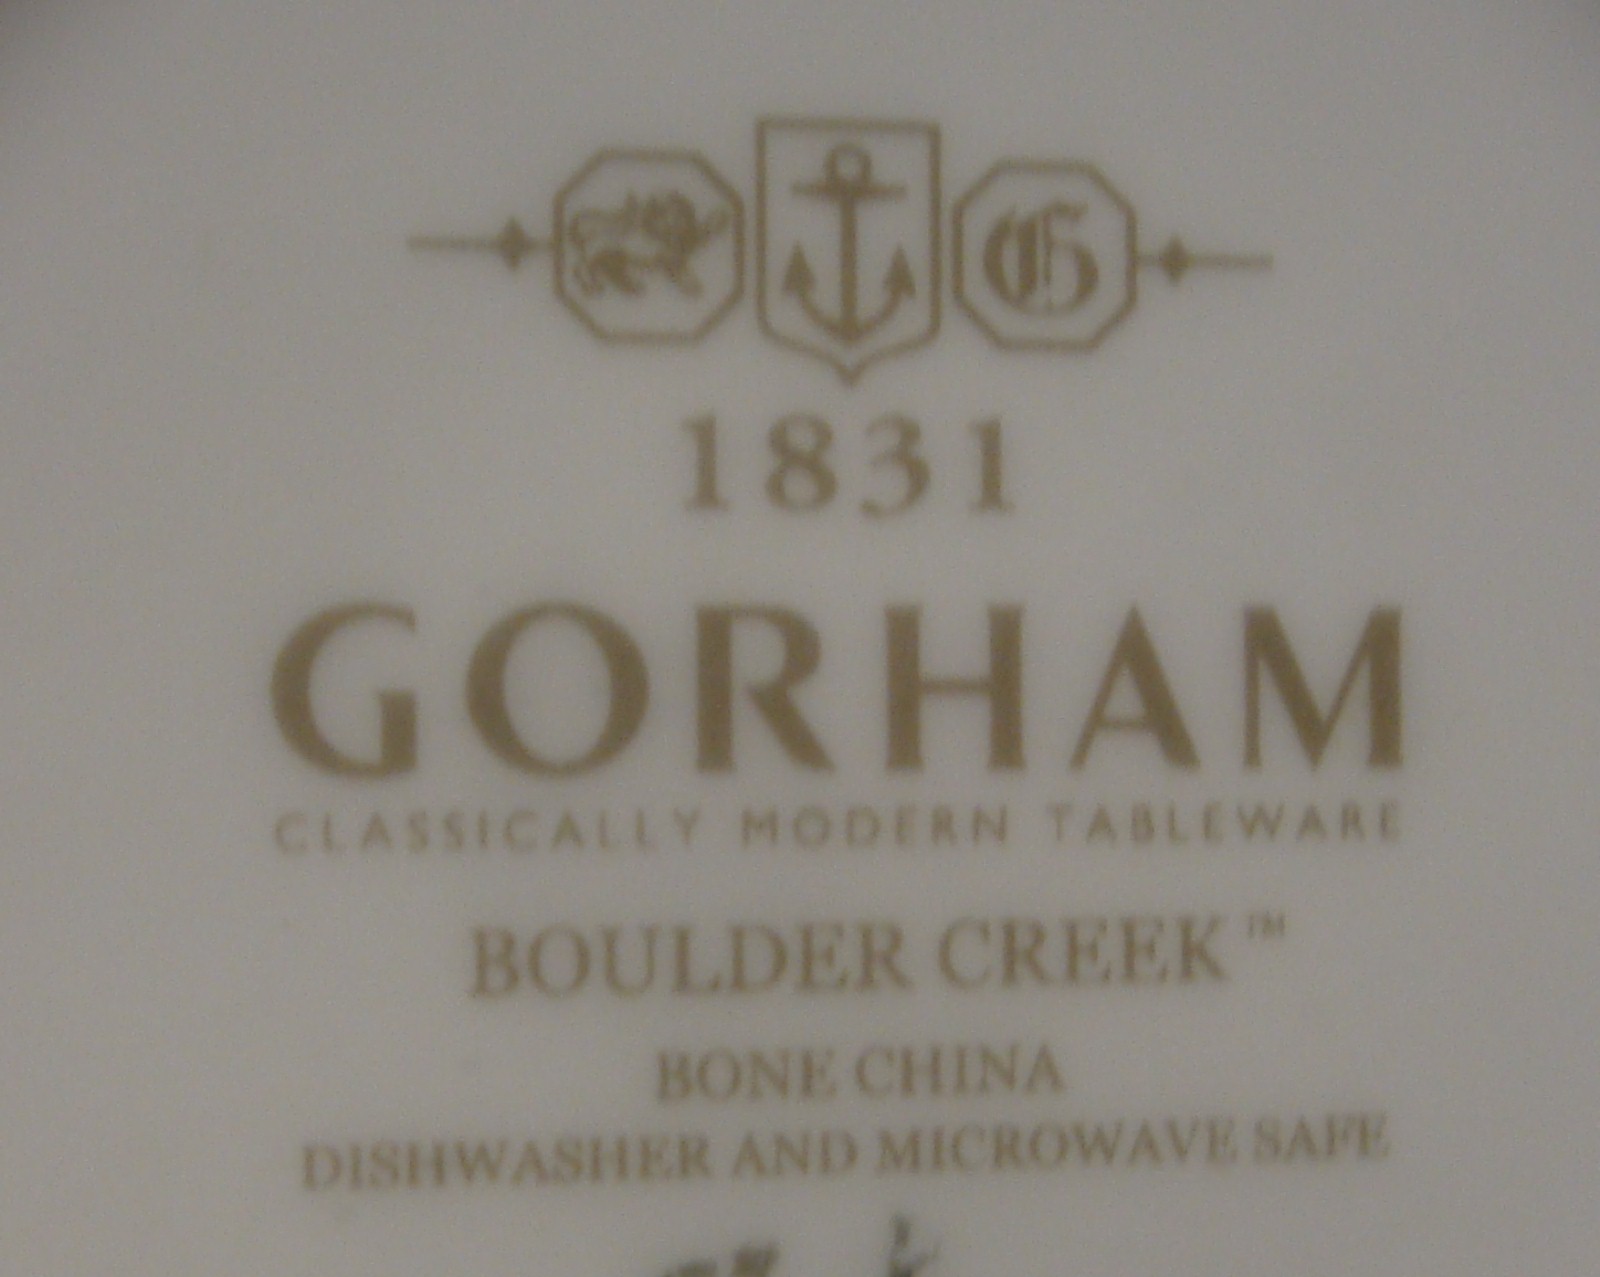 G
1831
GORHAM
CLASSICALLY MODERN TABLEWARE
BOULDER CREEK™
BONE CHINA
DISHWASHER AND MICROWAVE SAFE